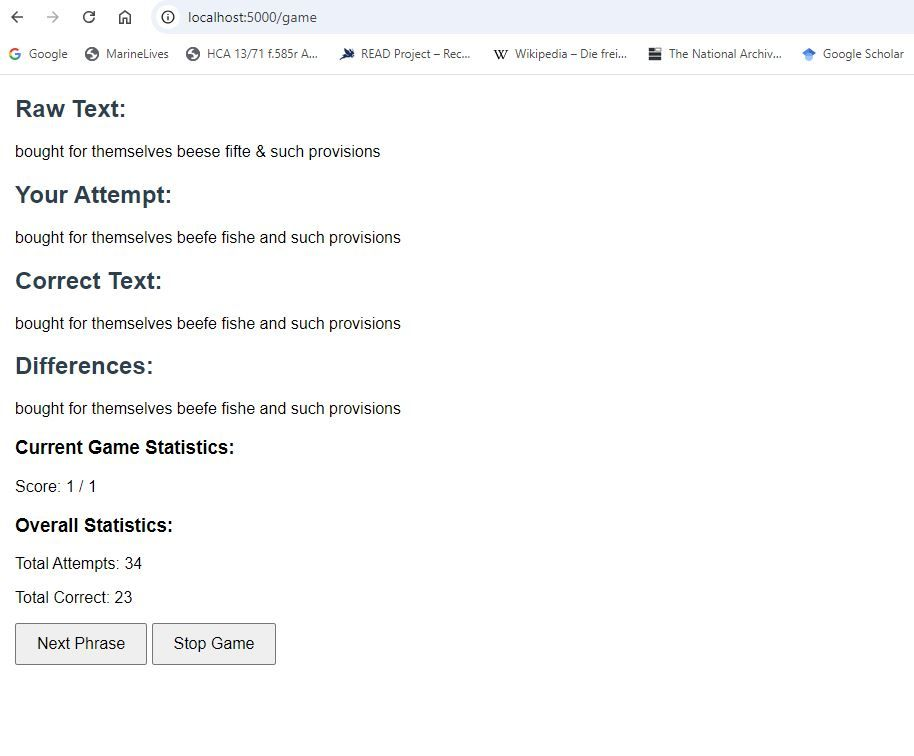 localhost:5000/game
Google MarineLives HCA 13/71 f.585r A... READ Project – Rec... Wikipedia – Die frei... The National Archiv... Google Scholar
Raw Text:
bought for themselves beese fifte & such provisions
Your Attempt:
bought for themselves beefe fishe and such provisions
Correct Text:
bought for themselves beefe fishe and such provisions
Differences:
bought for themselves beefe fishe and such provisions
Current Game Statistics:
Score: 1 / 1
Overall Statistics:
Total Attempts: 34
Total Correct: 23
Next Phrase Stop Game